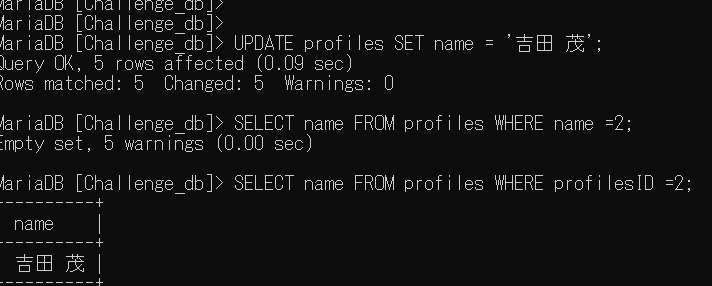 MariaDB [Challenge_db]>
MariaDB [Challenge_db]>
MariaDB [Challenge_db]> UPDATE profiles SET name = '吉田 茂';
Query OK, 5 rows affected (0.09 sec)
Rows matched: 5  Changed: 5  Warnings: 0
MariaDB [Challenge_db]> SELECT name FROM profiles WHERE name =2;
Empty set, 5 warnings (0.00 sec)
MariaDB [Challenge_db]> SELECT name FROM profiles WHERE profilesID =2;
----------+
name     |
----------+
吉田 茂 |
----------+